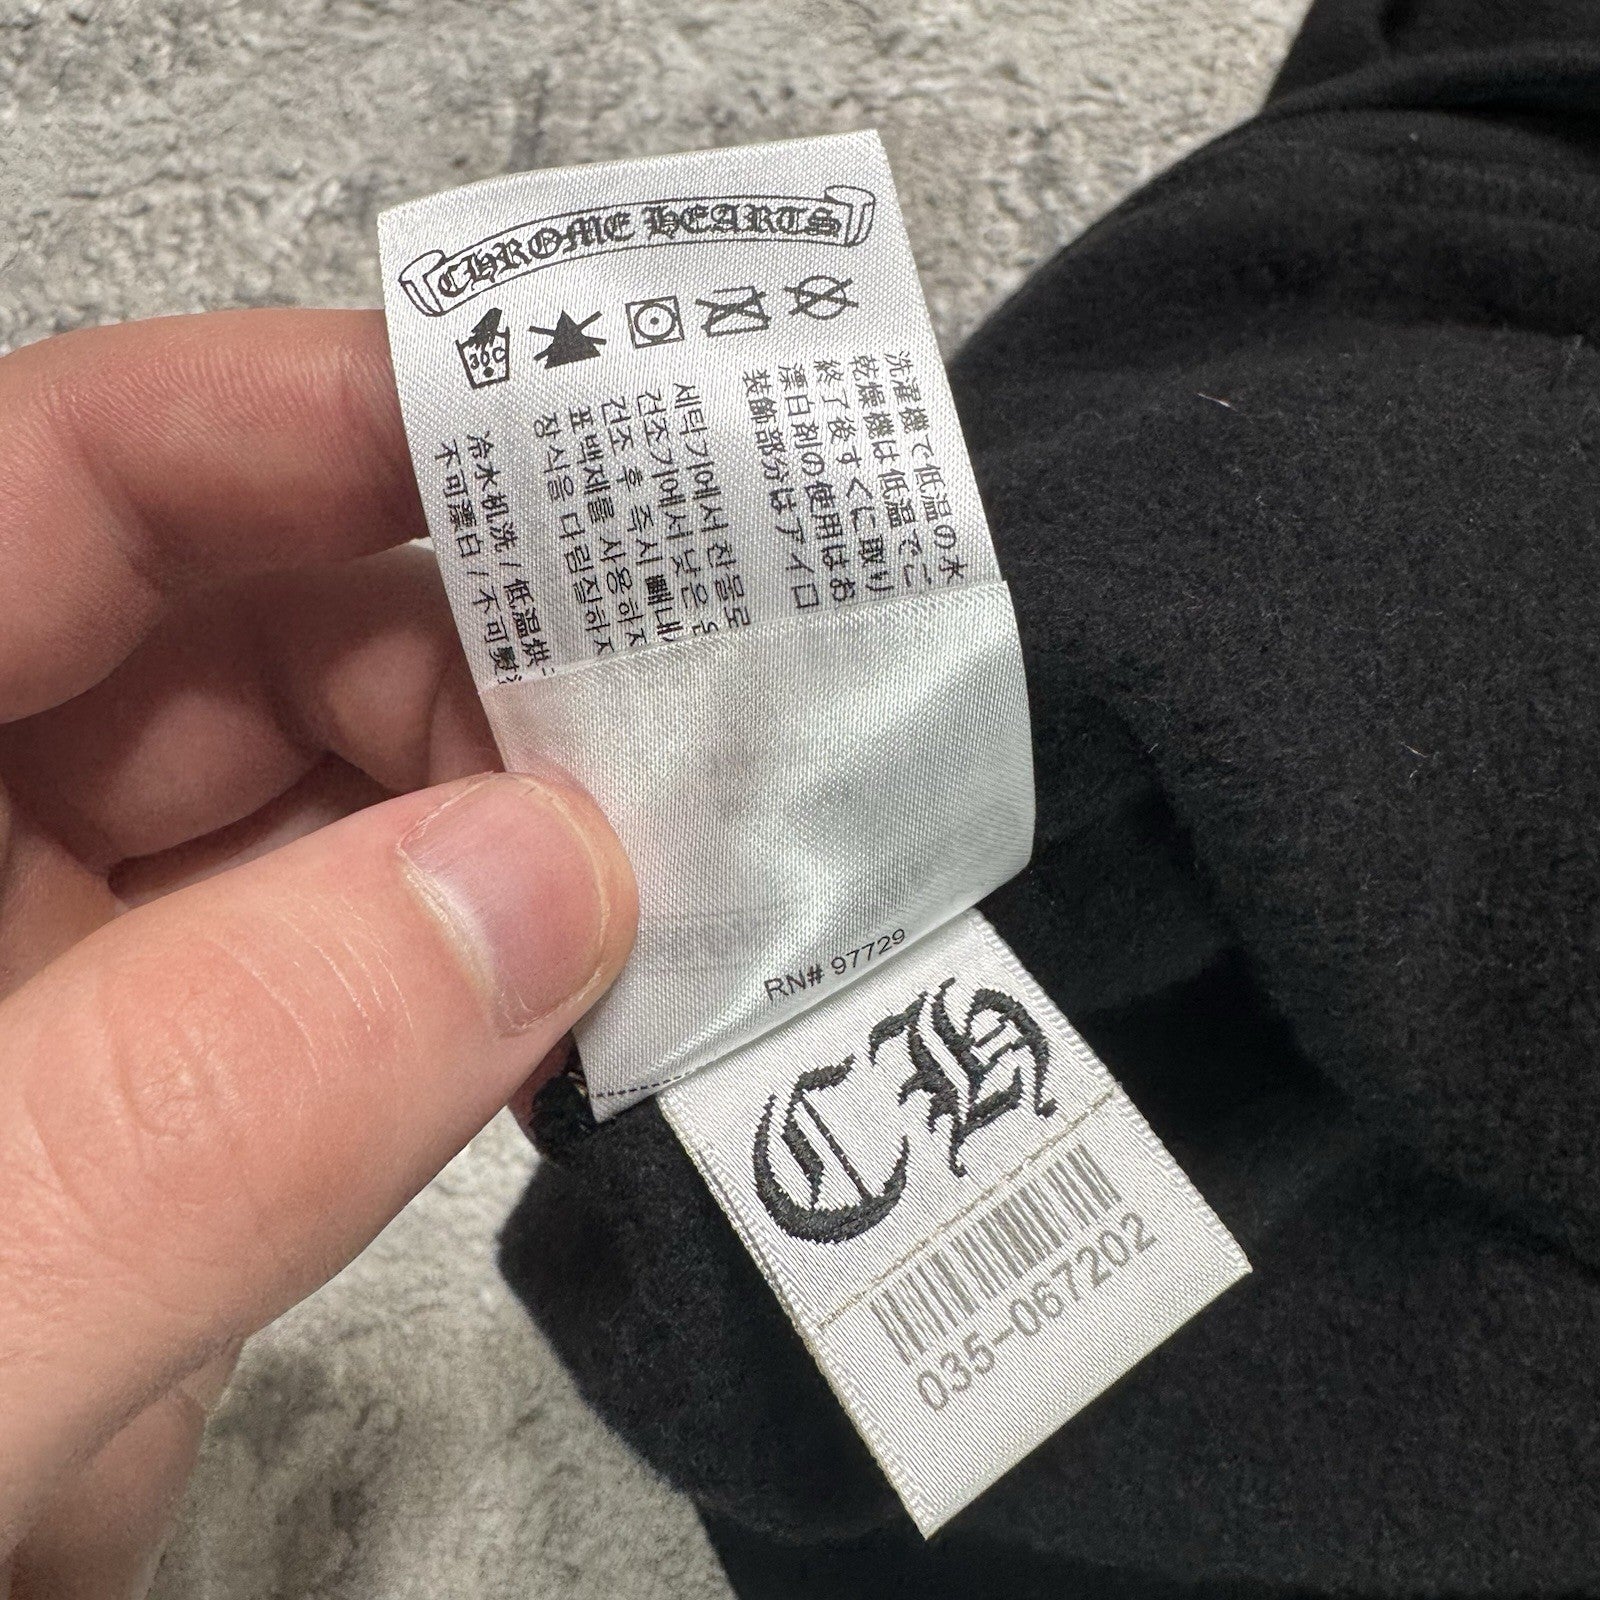 CHROME HEARTS
30C
洗濯機で低温の水
乾燥機は低温でご
終了後すぐに取り
漂白剤の使用はお
装飾部分はアイロ
세탁기에서 찬물로
건조기에서 낮은
건조 후 즉시 빼내
표백제를 사용하지
장식을 다림질하지
冷水机洗 / 低温烘
不可漂白 / 不可熨
RN# 97729
CH
035-067202